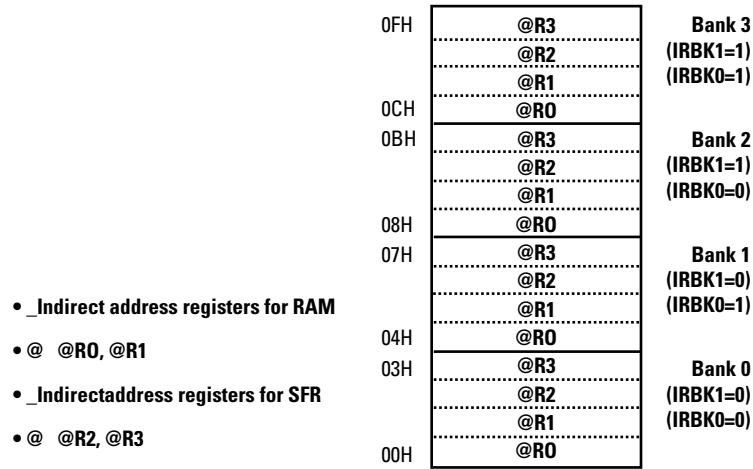 0FH @R3 Bank 3
@R2 (IRBK1=1)
@R1 (IRBK0=1)
0CH @R0
0BH @R3 Bank 2
@R2 (IRBK1=1)
@R1 (IRBK0=0)
08H @R0
07H @R3 Bank 1
@R2 (IRBK1=0)
@R1 (IRBK0=1)
04H @R0
03H @R3 Bank 0
@R2 (IRBK1=0)
@R1 (IRBK0=0)
00H @R0
• _Indirect address registers for RAM
• @ @R0, @R1
• _Indirectaddress registers for SFR
• @ @R2, @R3